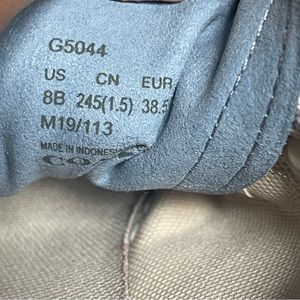 G5044
US CN EUR
8B 245(1.5) 38.5
M19/113
MADE IN INDONESIA